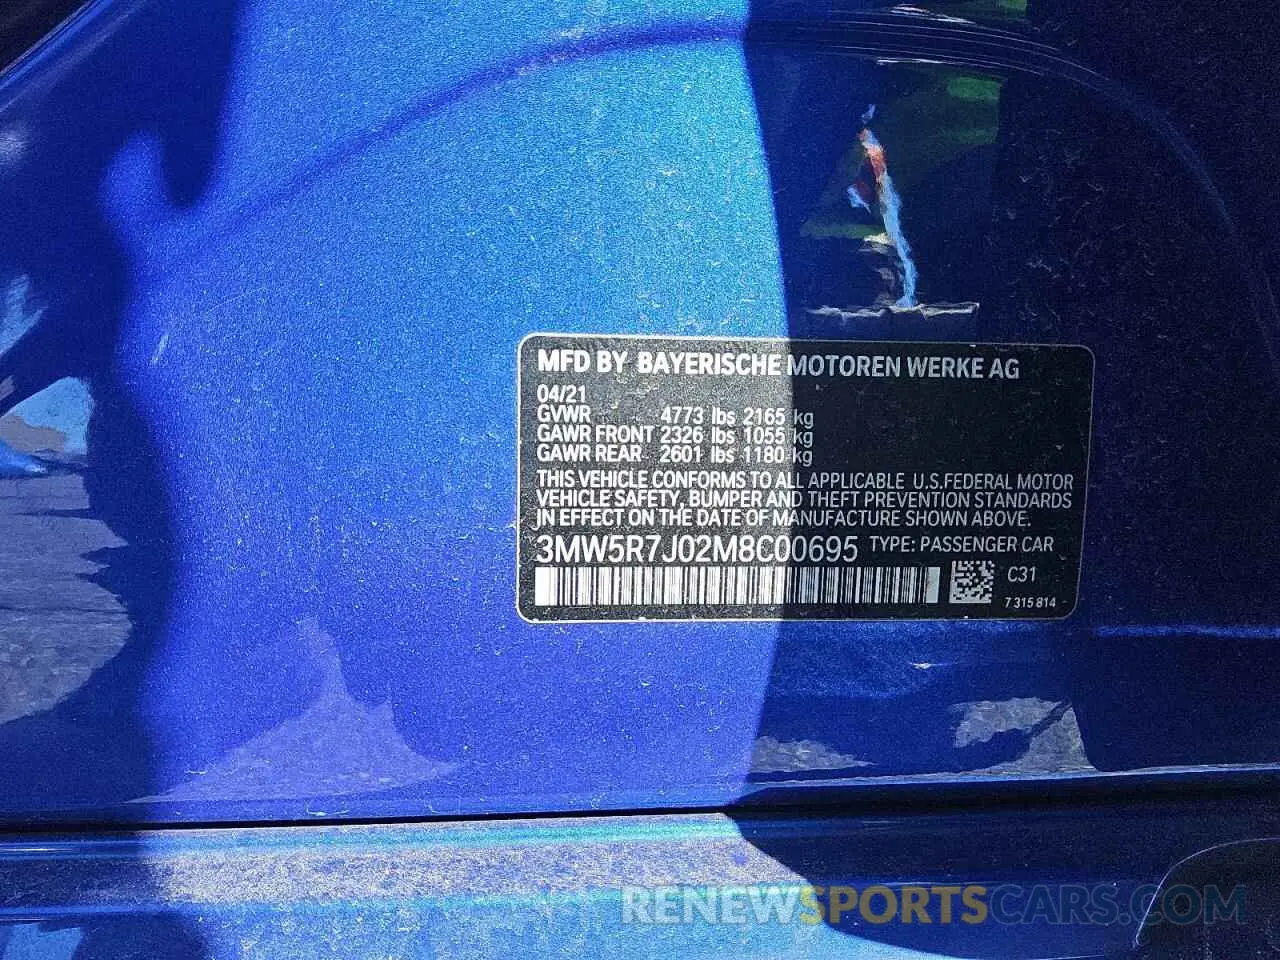 MFD BY BAYERISCHE MOTOREN WERKE AG
04/21
GVWR 4773 lbs 2165 kg
GAWR FRONT 2326 lbs 1055 kg
GAWR REAR 2601 lbs 1180 kg
THIS VEHICLE CONFORMS TO ALL APPLICABLE U.S.FEDERAL MOTOR
VEHICLE SAFETY, BUMPER AND THEFT PREVENTION STANDARDS
IN EFFECT ON THE DATE OF MANUFACTURE SHOWN ABOVE.
3MW5R7J02M8C00695 TYPE: PASSENGER CAR
C31
7 315 814
RENEWSPORTSCARS.COM